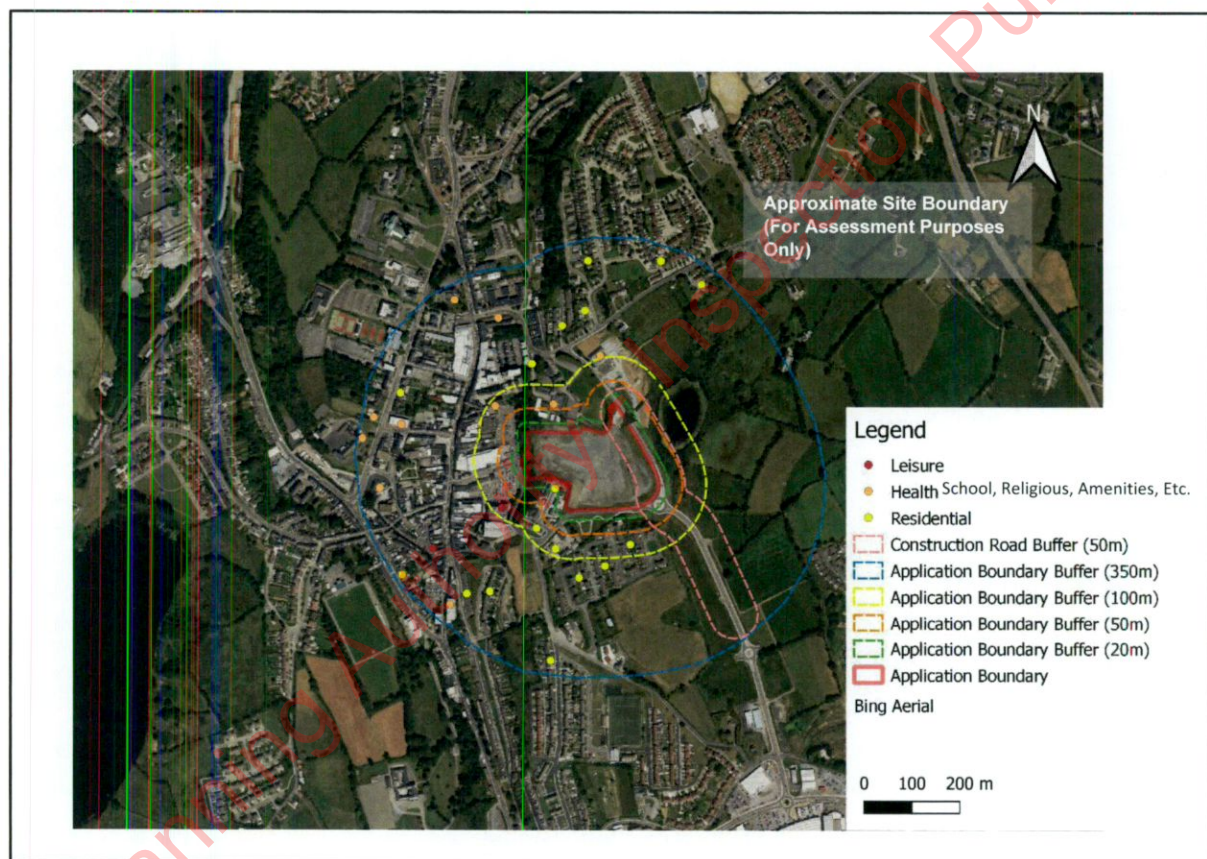 N
Approximate Site Boundary
(For Assessment Purposes
Only)
Legend
Leisure
Health School, Religious, Amenities, Etc.
Residential
Construction Road Buffer (50m)
Application Boundary Buffer (350m)
Application Boundary Buffer (100m)
Application Boundary Buffer (50m)
Application Boundary Buffer (20m)
Application Boundary
Bing Aerial
0 100 200 m
Authority
Inspection